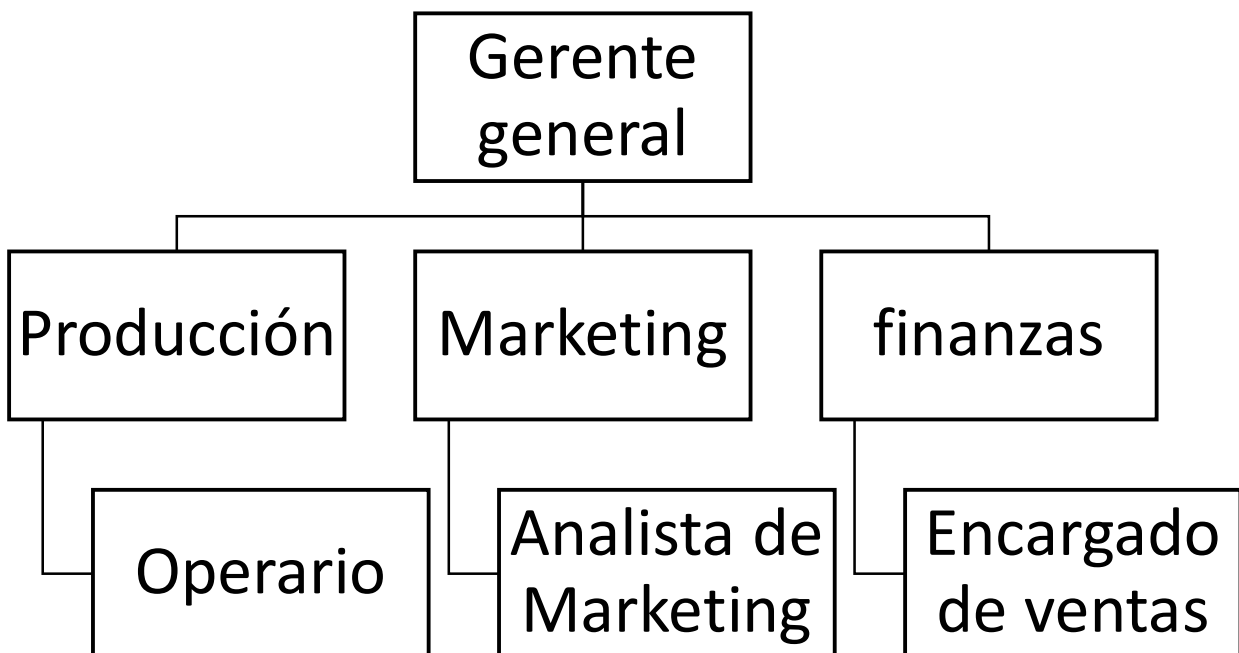 Gerente
general
Producción
Marketing
finanzas
Operario
Analista de
Marketing
Encargado
de ventas